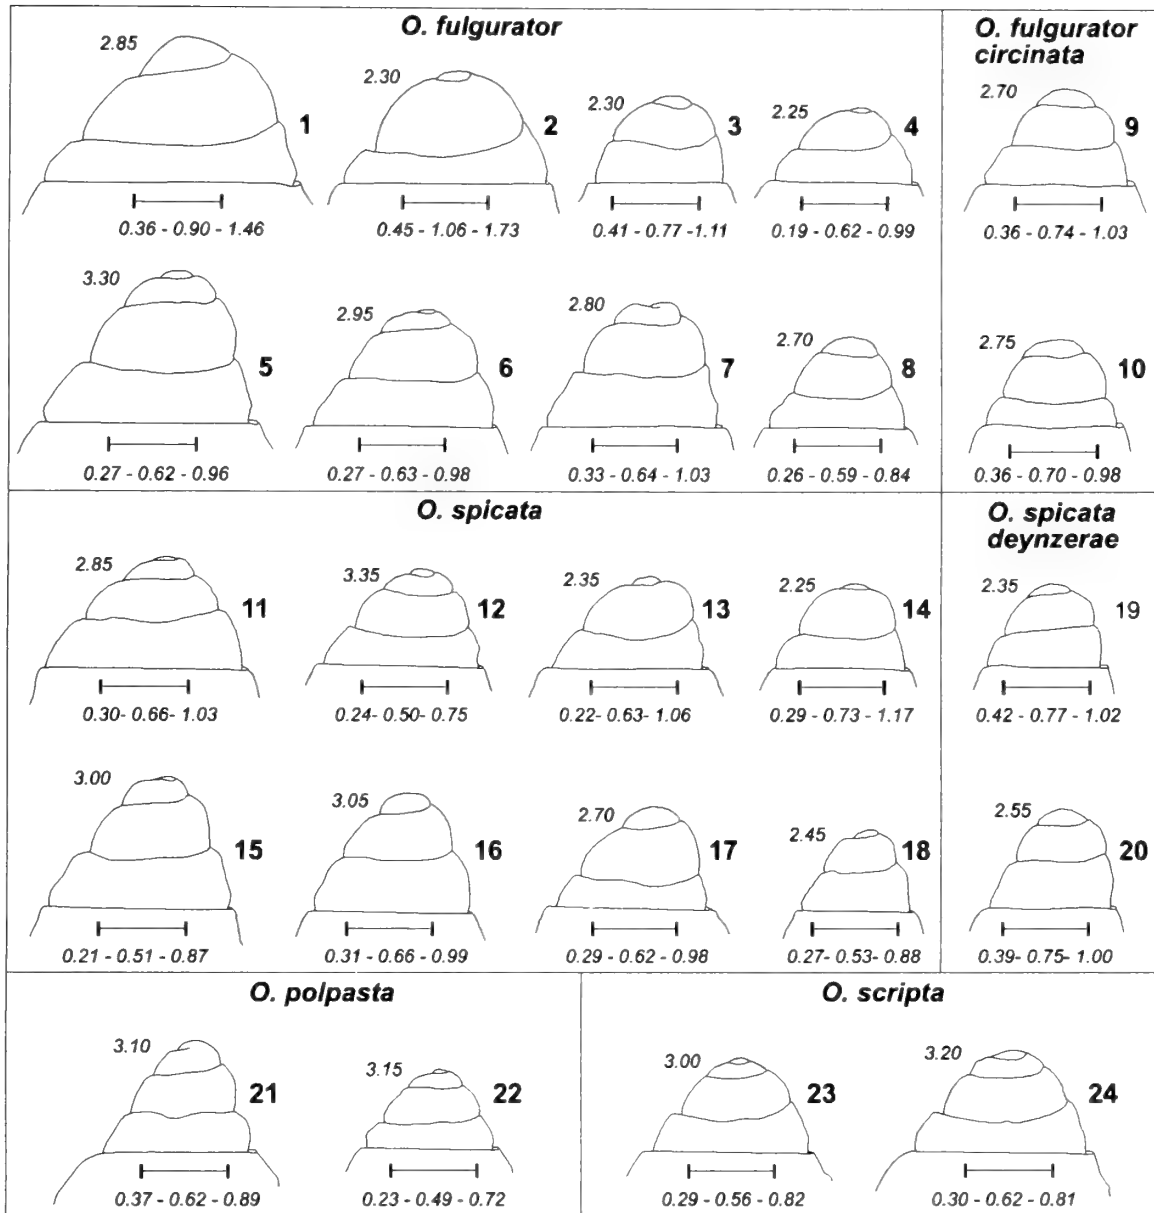 O. fulgurator
2.85
1
0.36 - 0.90 - 1.46
2.30
2
0.45 - 1.06 - 1.73
2.30
3
0.41 - 0.77 -1.11
2.25
4
0.19 - 0.62 - 0.99
3.30
5
0.27 - 0.62 - 0.96
2.95
6
0.27 - 0.63 - 0.98
2.80
7
0.33 - 0.64 - 1.03
2.70
8
0.26 - 0.59 - 0.84
O. fulgurator
circinata
2.70
9
0.36 - 0.74 - 1.03
2.75
10
0.36 - 0.70 - 0.98
O. spicata
2.85
11
0.30- 0.66- 1.03
3.35
12
0.24- 0.50- 0.75
2.35
13
0.22- 0.63- 1.06
2.25
14
0.29 - 0.73 - 1.17
3.00
15
0.21 - 0.51 - 0.87
3.05
16
0.31 - 0.66 - 0.99
2.70
17
0.29 - 0.62 - 0.98
2.45
18
0.27- 0.53- 0.88
O. spicata
deynzerae
2.35
19
0.42 - 0.77 - 1.02
2.55
20
0.39- 0.75- 1.00
O. polpasta
3.10
21
0.37 - 0.62 - 0.89
3.15
22
0.23 - 0.49 - 0.72
O. scripta
3.00
23
0.29 - 0.56 - 0.82
3.20
24
0.30 - 0.62 - 0.81